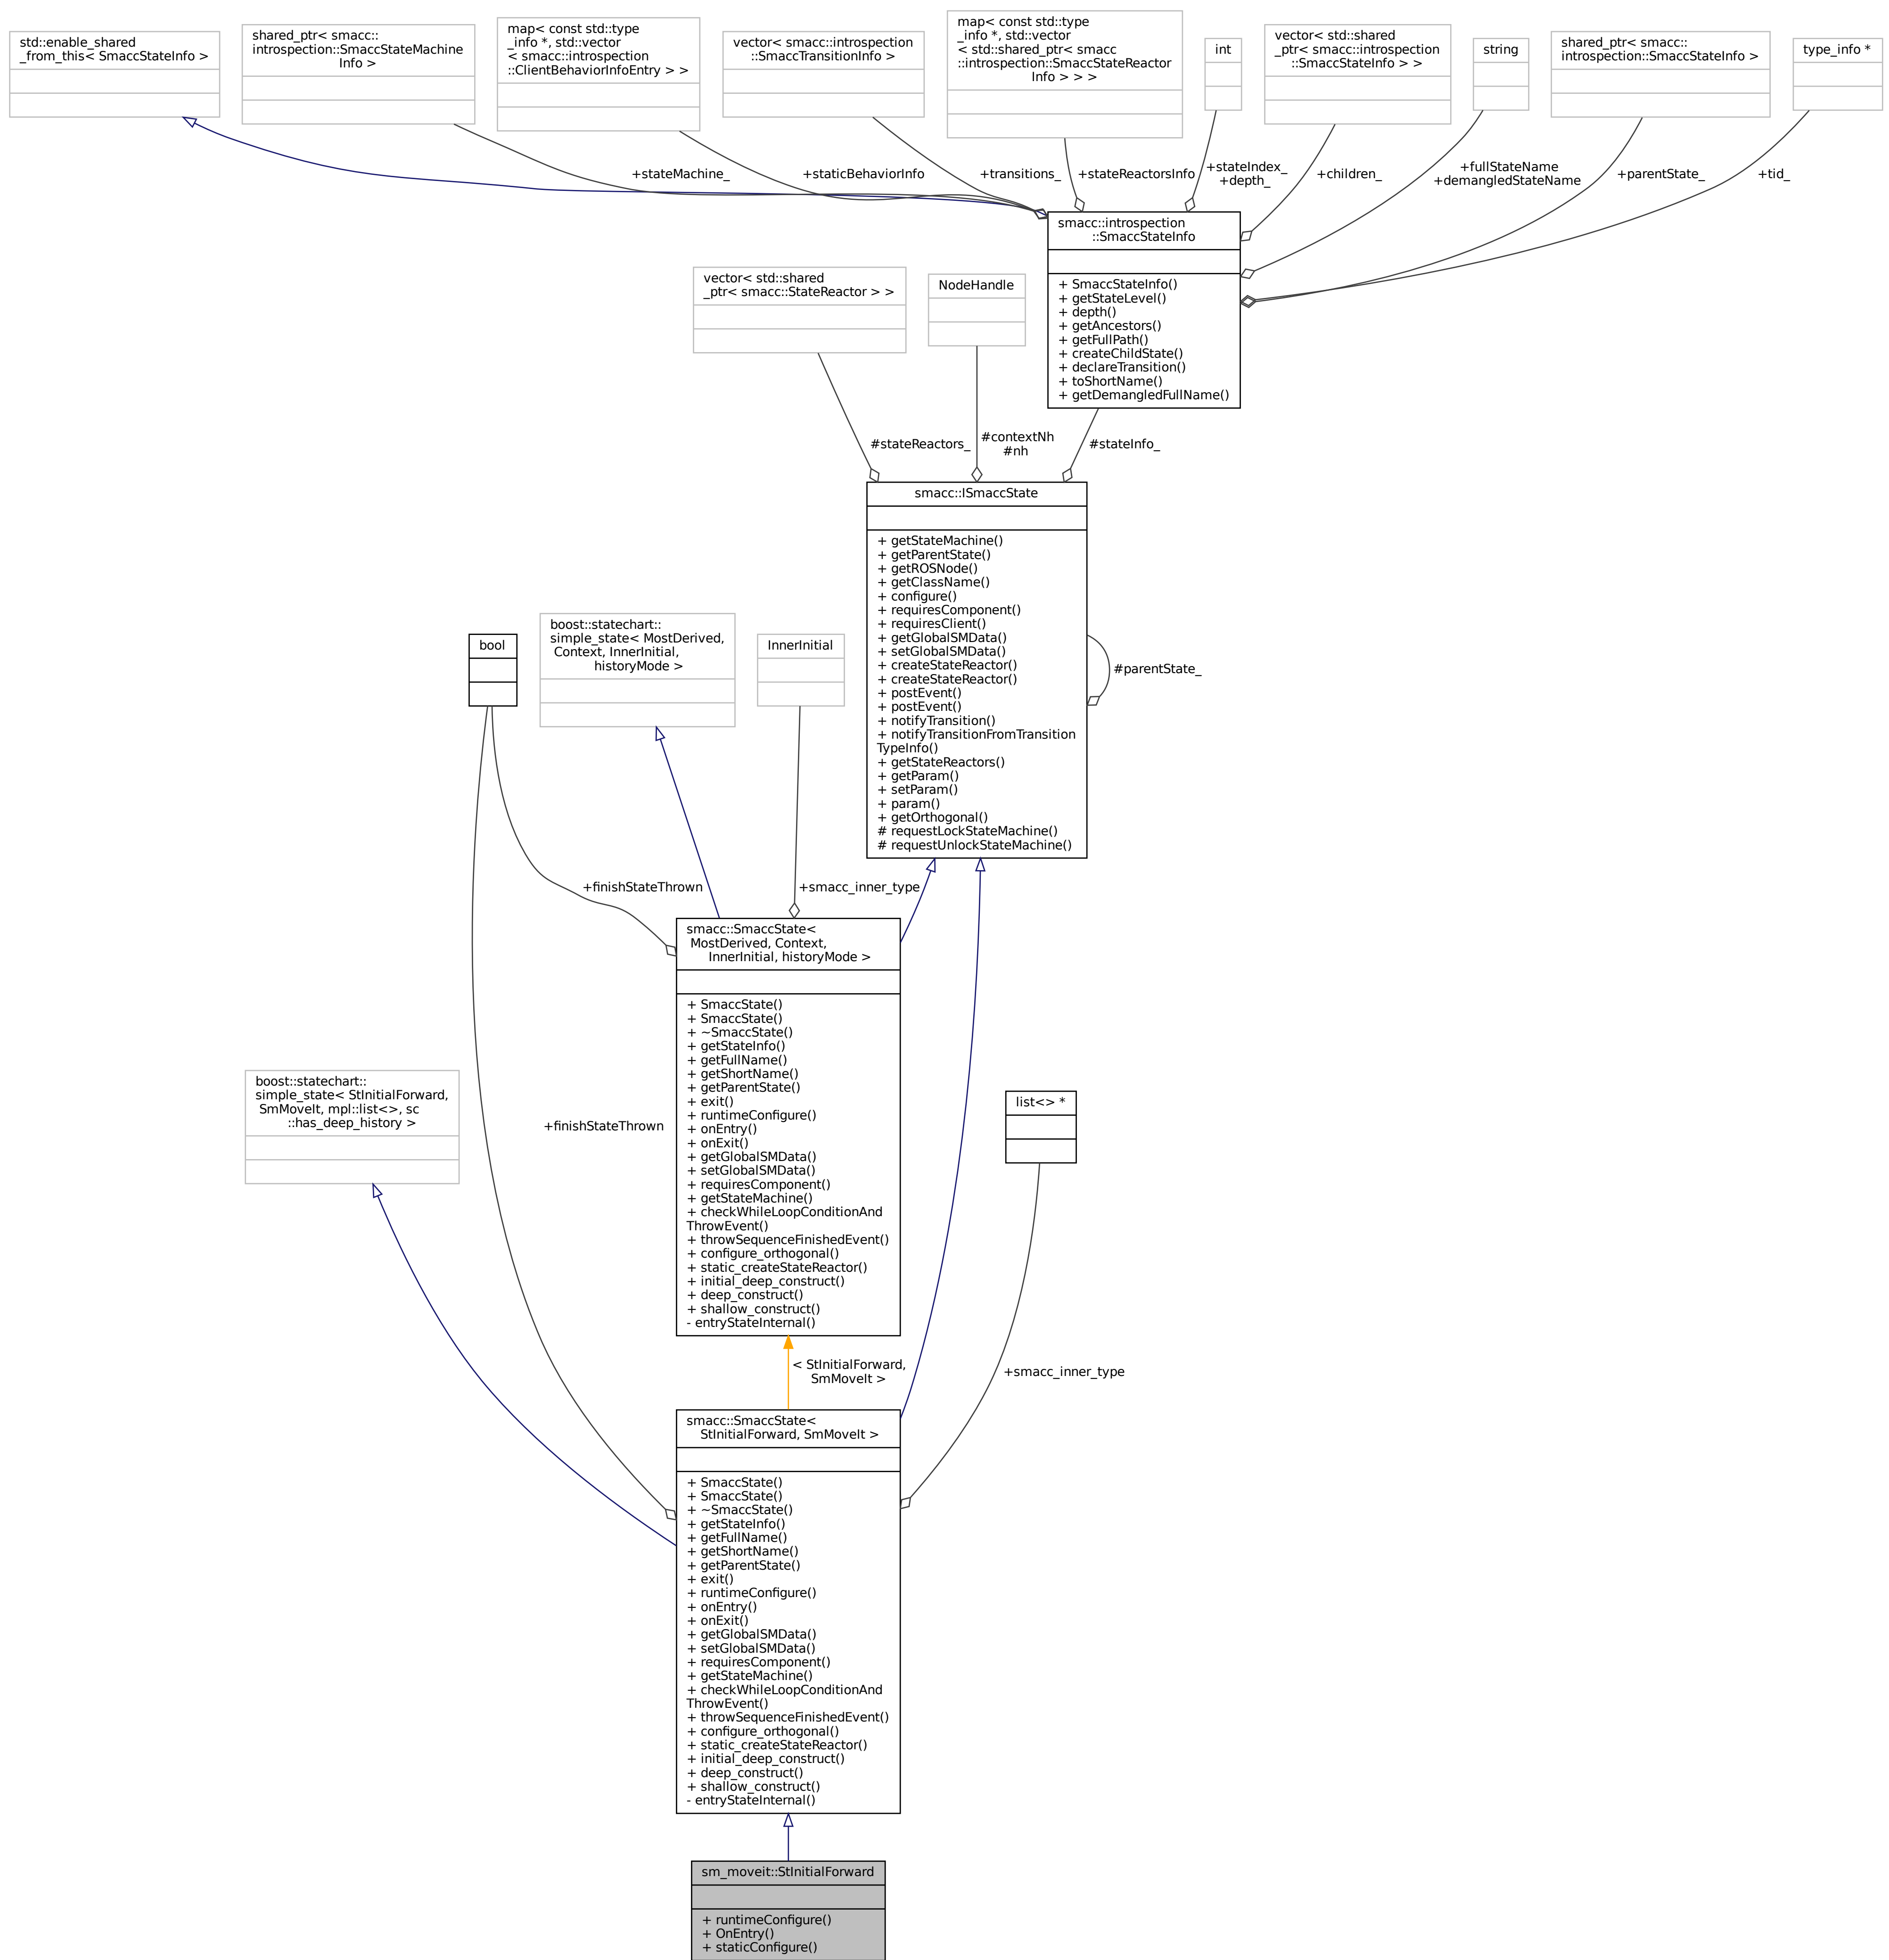 std::enable_shared
_from_this< SmaccStateInfo >
shared_ptr< smacc::
introspection::SmaccStateMachine
Info >
map< const std::type
_info *, std::vector
< smacc::introspection
::ClientBehaviorInfoEntry > >
vector< smacc::introspection
::SmaccTransitionInfo >
map< const std::type
_info *, std::vector
< std::shared_ptr< smacc
::introspection::SmaccStateReactor
Info > > >
int
vector< std::shared
_ptr< smacc::introspection
::SmaccStateInfo > >
string
shared_ptr< smacc::
introspection::SmaccStateInfo >
type_info *
+stateMachine_
+staticBehaviorInfo
+transitions_
+stateReactorsInfo
+stateIndex_
+depth_
+children_
+fullStateName
+demangledStateName
+parentState_
+tid_
smacc::introspection
::SmaccStateInfo
+ SmaccStateInfo()
+ getStateLevel()
+ depth()
+ getAncestors()
+ getFullPath()
+ createChildState()
+ declareTransition()
+ toShortName()
+ getDemangledFullName()
vector< std::shared
_ptr< smacc::StateReactor > >
NodeHandle
#stateReactors_
#contextNh
#nh
#stateInfo_
smacc::ISmaccState
+ getStateMachine()
+ getParentState()
+ getROSNode()
+ getClassName()
+ configure()
+ requiresComponent()
+ requiresClient()
+ getGlobalSMData()
+ setGlobalSMData()
+ createStateReactor()
+ createStateReactor()
+ postEvent()
+ postEvent()
+ notifyTransition()
+ notifyTransitionFromTransition
TypeInfo()
+ getStateReactors()
+ getParam()
+ setParam()
+ param()
+ getOrthogonal()
# requestLockStateMachine()
# requestUnlockStateMachine()
#parentState_
bool
boost::statechart::
simple_state< MostDerived,
Context, InnerInitial,
historyMode >
InnerInitial
+finishStateThrown
+smacc_inner_type
smacc::SmaccState<
MostDerived, Context,
InnerInitial, historyMode >
+ SmaccState()
+ SmaccState()
+ ~SmaccState()
+ getStateInfo()
+ getFullName()
+ getShortName()
+ getParentState()
+ exit()
+ runtimeConfigure()
+ onEntry()
+ onExit()
+ getGlobalSMData()
+ setGlobalSMData()
+ requiresComponent()
+ getStateMachine()
+ checkWhileLoopConditionAnd
ThrowEvent()
+ throwSequenceFinishedEvent()
+ configure_orthogonal()
+ static_createStateReactor()
+ initial_deep_construct()
+ deep_construct()
+ shallow_construct()
- entryStateInternal()
boost::statechart::
simple_state< StInitialForward,
SmMoveIt, mpl::list<>, sc
::has_deep_history >
+finishStateThrown
list<> *
< StInitialForward,
SmMoveIt >
+smacc_inner_type
smacc::SmaccState<
StInitialForward, SmMoveIt >
+ SmaccState()
+ SmaccState()
+ ~SmaccState()
+ getStateInfo()
+ getFullName()
+ getShortName()
+ getParentState()
+ exit()
+ runtimeConfigure()
+ onEntry()
+ onExit()
+ getGlobalSMData()
+ setGlobalSMData()
+ requiresComponent()
+ getStateMachine()
+ checkWhileLoopConditionAnd
ThrowEvent()
+ throwSequenceFinishedEvent()
+ configure_orthogonal()
+ static_createStateReactor()
+ initial_deep_construct()
+ deep_construct()
+ shallow_construct()
- entryStateInternal()
sm_moveit::StInitialForward
+ runtimeConfigure()
+ OnEntry()
+ staticConfigure()